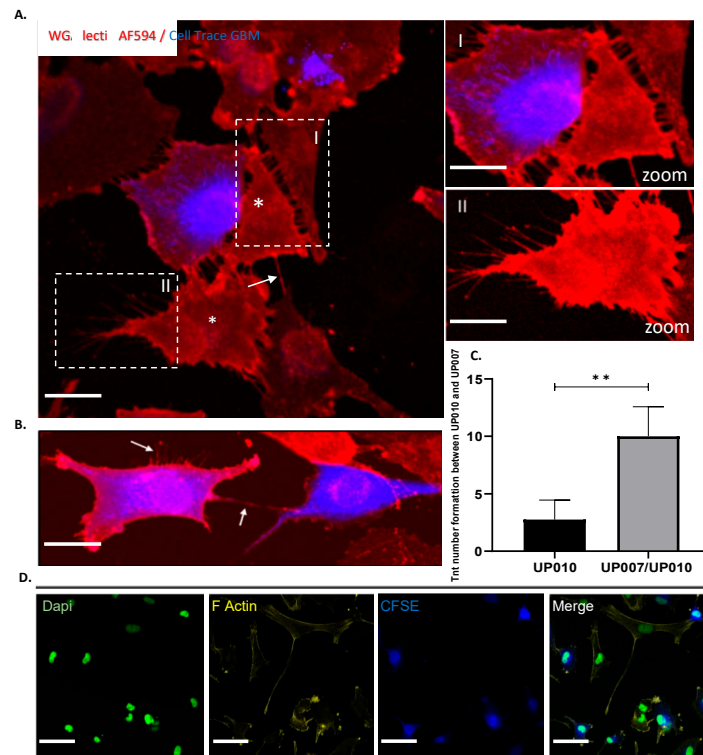 A.
WG lecti AF594 / Cell Trace GBM
I
*
II
*
I
zoom
II
zoom
B.
C.
Tnt number formattion between UP010 and UP007
15
10
5
0
**
UP010
UP007/UP010
D.
Dapi
F Actin
CFSE
Merge